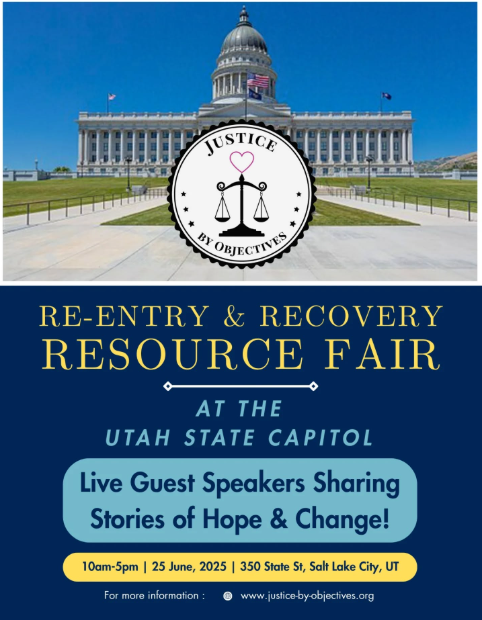 JUSTICE
BY OBJECTIVES
RE-ENTRY & RECOVERY
RESOURCE FAIR
AT THE
UTAH STATE CAPITOL
Live Guest Speakers Sharing
Stories of Hope & Change!
10am-5pm | 25 June, 2025 | 350 State St, Salt Lake City, UT
For more information : www.justice-by-objectives.org